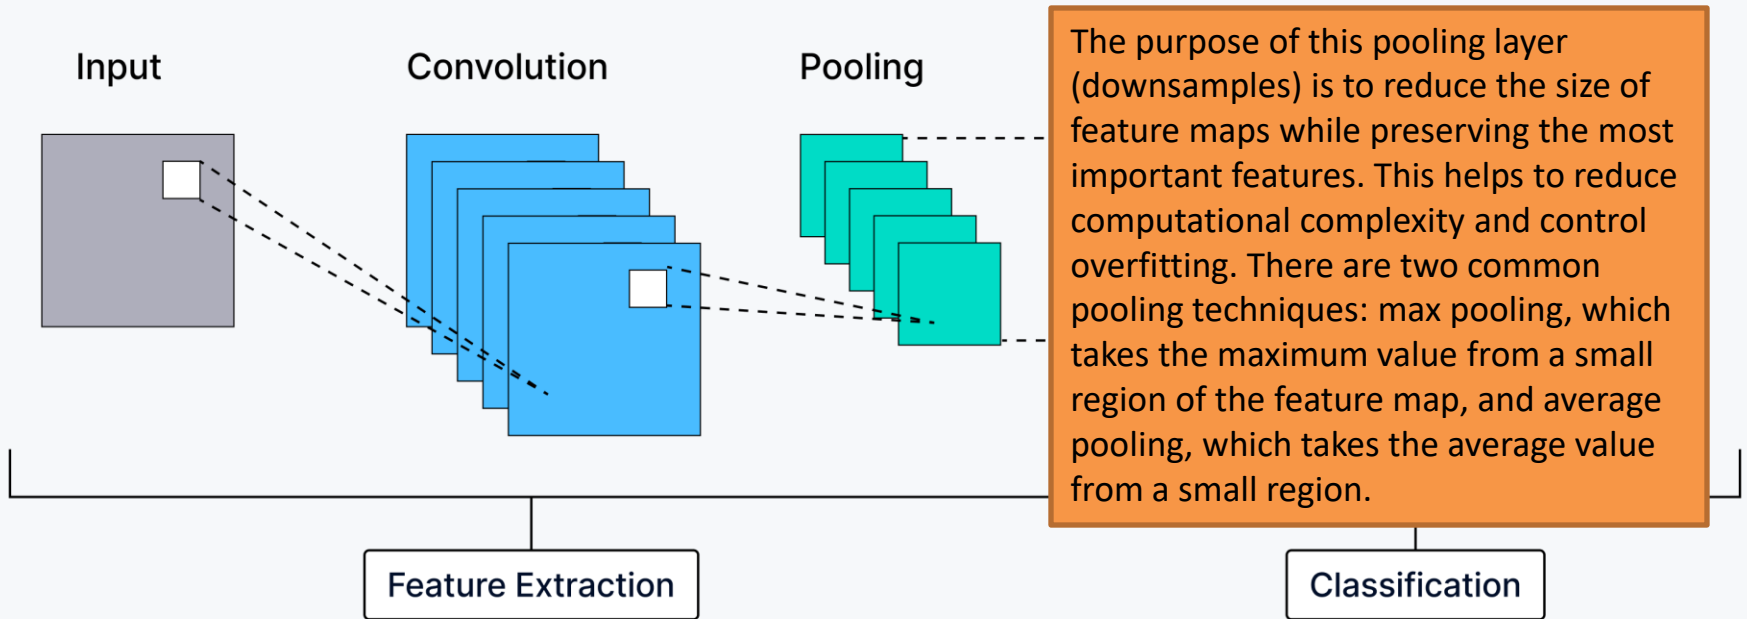 Input
Convolution
Pooling
The purpose of this pooling layer
(downsamples) is to reduce the size of
feature maps while preserving the most
important features. This helps to reduce
computational complexity and control
overfitting. There are two common
pooling techniques: max pooling, which
takes the maximum value from a small
region of the feature map, and average
pooling, which takes the average value
from a small region.
Feature Extraction
Classification